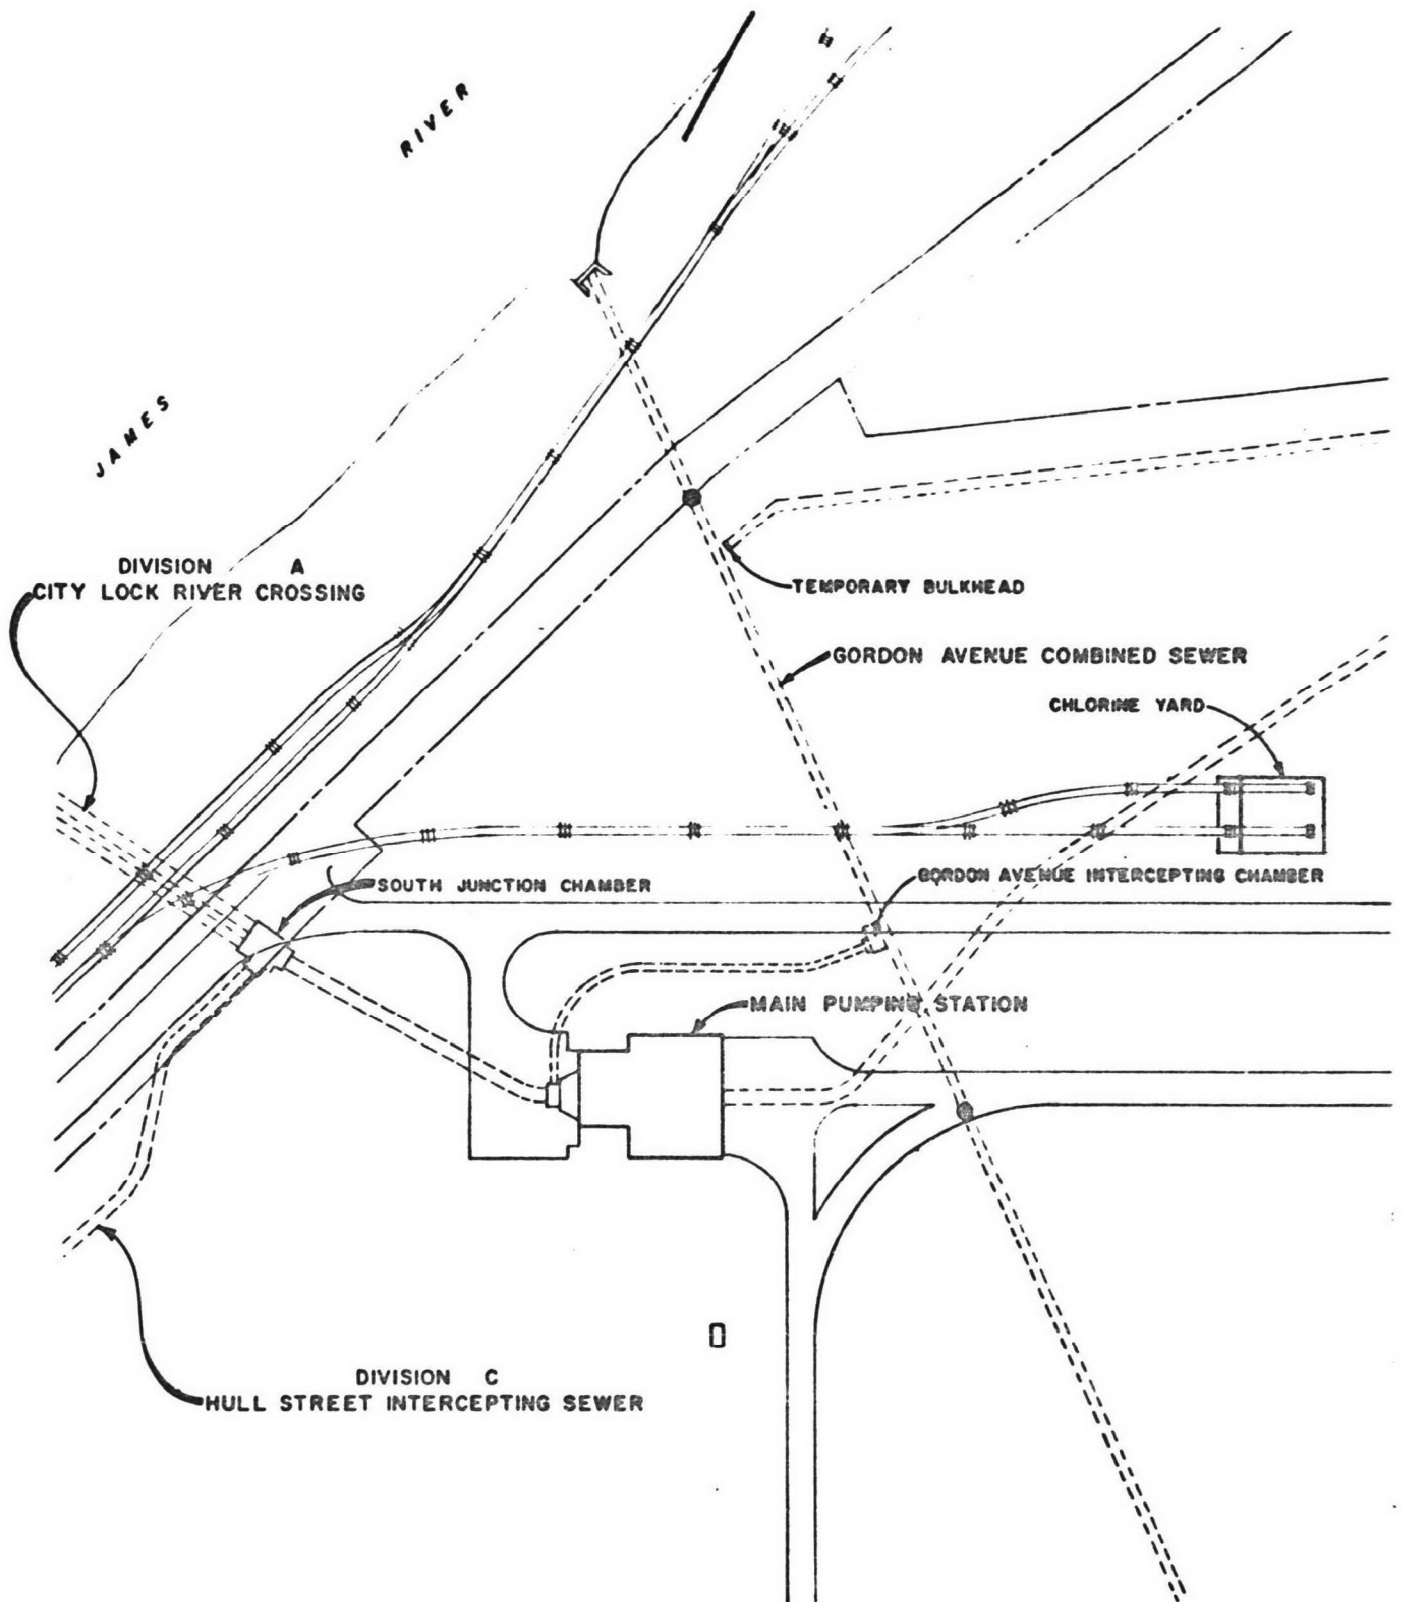 RIVER
JAMES
DIVISION A
CITY LOCK RIVER CROSSING
TEMPORARY BULKHEAD
GORDON AVENUE COMBINED SEWER
CHLORINE YARD
SOUTH JUNCTION CHAMBER
GORDON AVENUE INTERCEPTING CHAMBER
MAIN PUMPING STATION
DIVISION C
HULL STREET INTERCEPTING SEWER